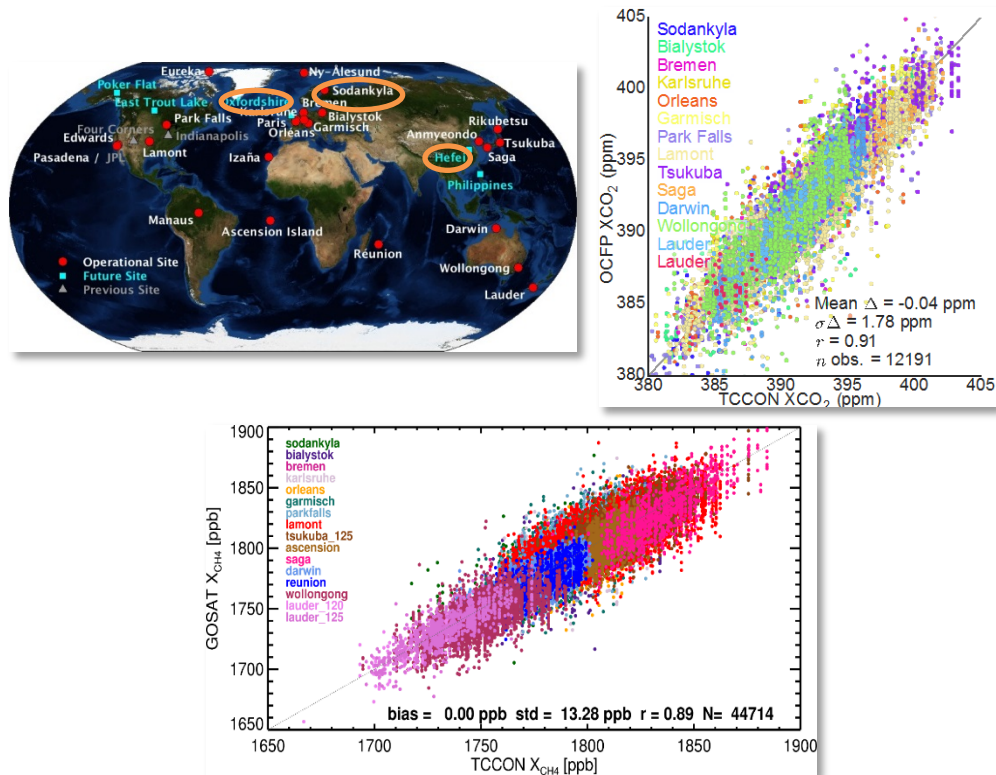 Eureka
Ny-Ålesund
Poker Flat
Sodankyla
East Trout Lake
Oxfordshire
Karlsruhe
Bremen
Park Falls
Paris
Bialystok
Orléans
Garmisch
Rikubetsu
Four Corners
Indianapolis
Anmyeondo
Edwards
Tsukuba
Pasadena / JPL
Lamont
Izaña
Hefei
Saga
Philippines
Manaus
Ascension Island
Darwin
Réunion
Wollongong
Lauder
Operational Site
Future Site
Previous Site
405
400
395
390
385
380
OCFP XCO2 (ppm)
Sodankyla
Bialystok
Bremen
Karlsruhe
Orleans
Garmisch
Park Falls
Lamont
Tsukuba
Saga
Darwin
Wollongong
Lauder
Lauder
Mean Δ = -0.04 ppm
σΔ = 1.78 ppm
r = 0.91
n obs. = 12191
380 385 390 395 400 405
TCCON XCO2 (ppm)
1900
1850
1800
1750
1700
1650
GOSAT XCH4 [ppb]
sodankyla
bialystok
bremen
karlsruhe
orleans
garmisch
parkfalls
lamont
tsukuba_125
ascension
saga
darwin
reunion
wollongong
lauder_120
lauder_125
bias = 0.00 ppb std = 13.28 ppb r = 0.89 N= 44714
1650 1700 1750 1800 1850 1900
TCCON XCH4 [ppb]